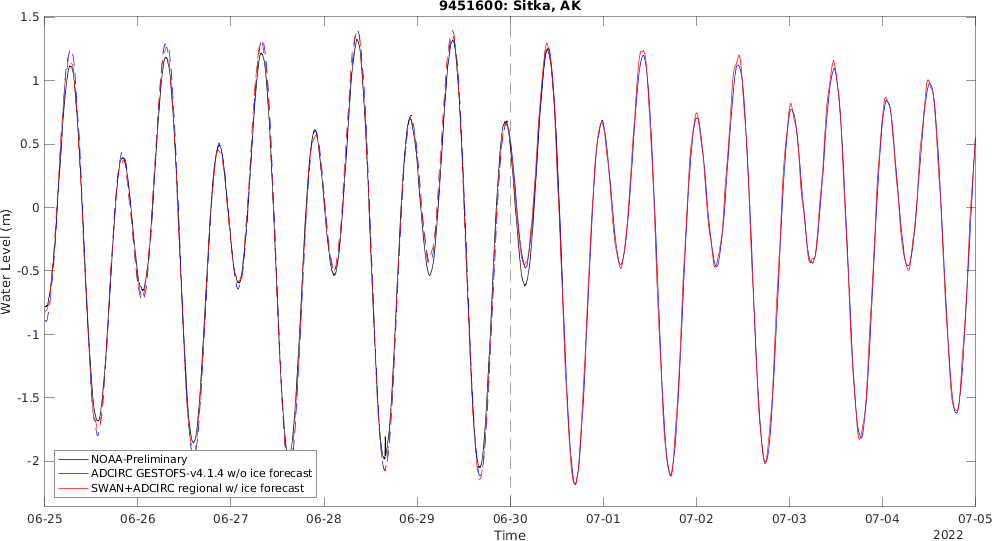 9451600: Sitka, AK
1.5
1
0.5
0
-0.5
-1
-1.5
-2
Water Level (m)
NOAA-Preliminary
ADCIRC GESTOFS-v4.1.4 w/o ice forecast
SWAN+ADCIRC regional w/ ice forecast
06-25 06-26 06-27 06-28 06-29 06-30 07-01 07-02 07-03 07-04 07-05
Time
2022